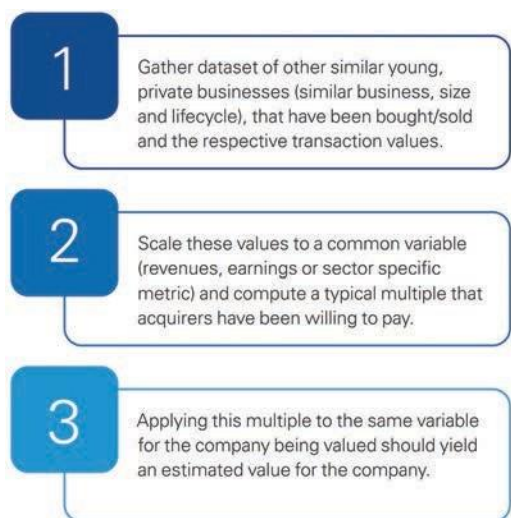 1
Gather dataset of other similar young,
private businesses (similar business, size
and lifecycle), that have been bought/sold
and the respective transaction values.
2
Scale these values to a common variable
(revenues, earnings or sector specific
metric) and compute a typical multiple that
acquirers have been willing to pay.
3
Applying this multiple to the same variable
for the company being valued should yield
an estimated value for the company.